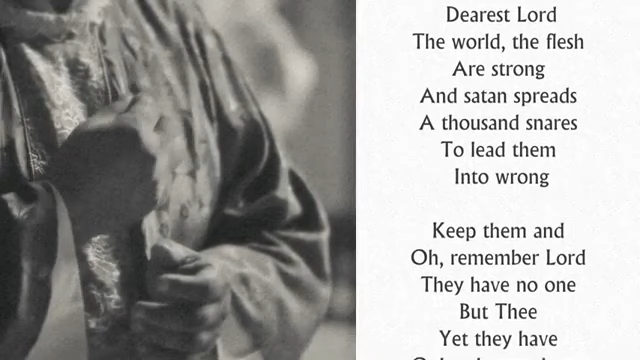 Dearest Lord
The world, the flesh
Are strong
And satan spreads
A thousand snares
To lead them
Into wrong
Keep them and
Oh, remember Lord
They have no one
But Thee
Yet they have